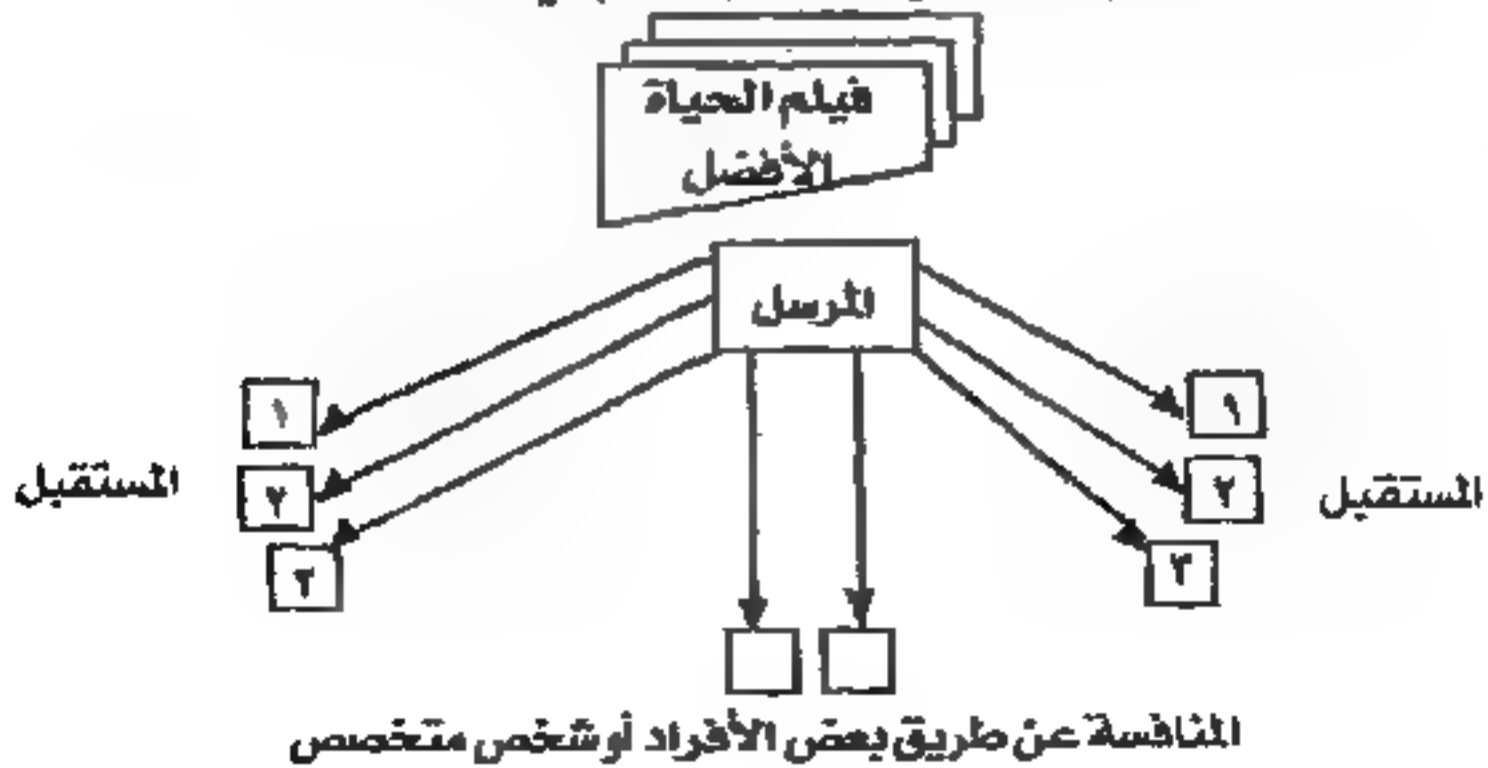 فيلم الحياة
الأفضل
المرسل
١
١
٢
المستقبل
٢
المستقبل
٣
٣
المنافسة عن طريق بعض الأفراد أو شخص متخصص